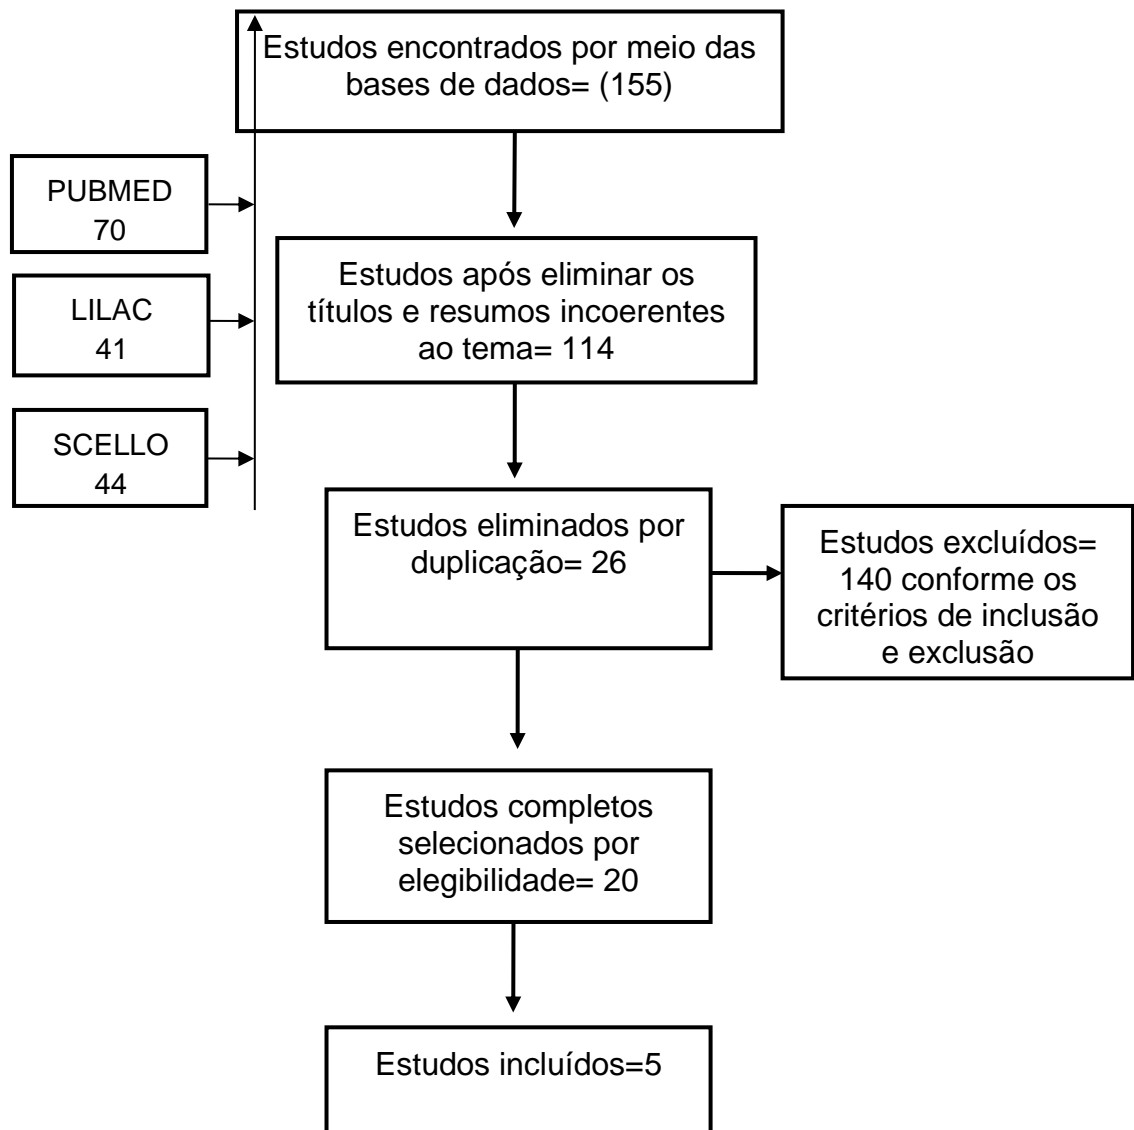 Estudos encontrados por meio das
bases de dados= (155)
PUBMED
70
LILAC
41
SCELLO
44
Estudos após eliminar os
títulos e resumos incoerentes
ao tema= 114
Estudos eliminados por
duplicação= 26
Estudos excluídos=
140 conforme os
critérios de inclusão
e exclusão
Estudos completos
selecionados por
elegibilidade= 20
Estudos incluídos=5